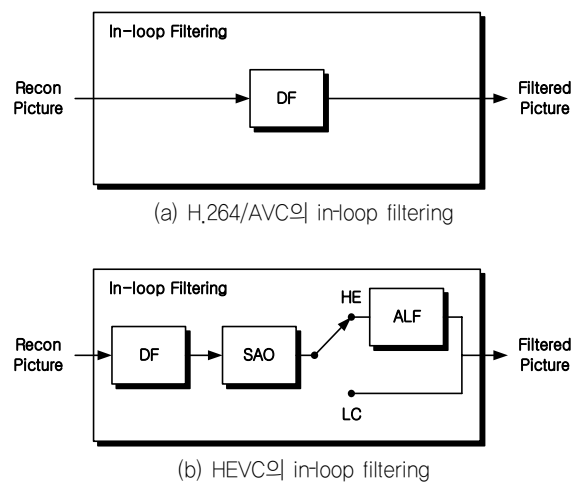 In-loop Filtering
Recon
Picture
DF
Filtered
Picture
(a) H.264/AVC의 in-loop filtering
In-loop Filtering
Recon
Picture
DF
SAO
HE
ALF
LC
Filtered
Picture
(b) HEVC의 in-loop filtering